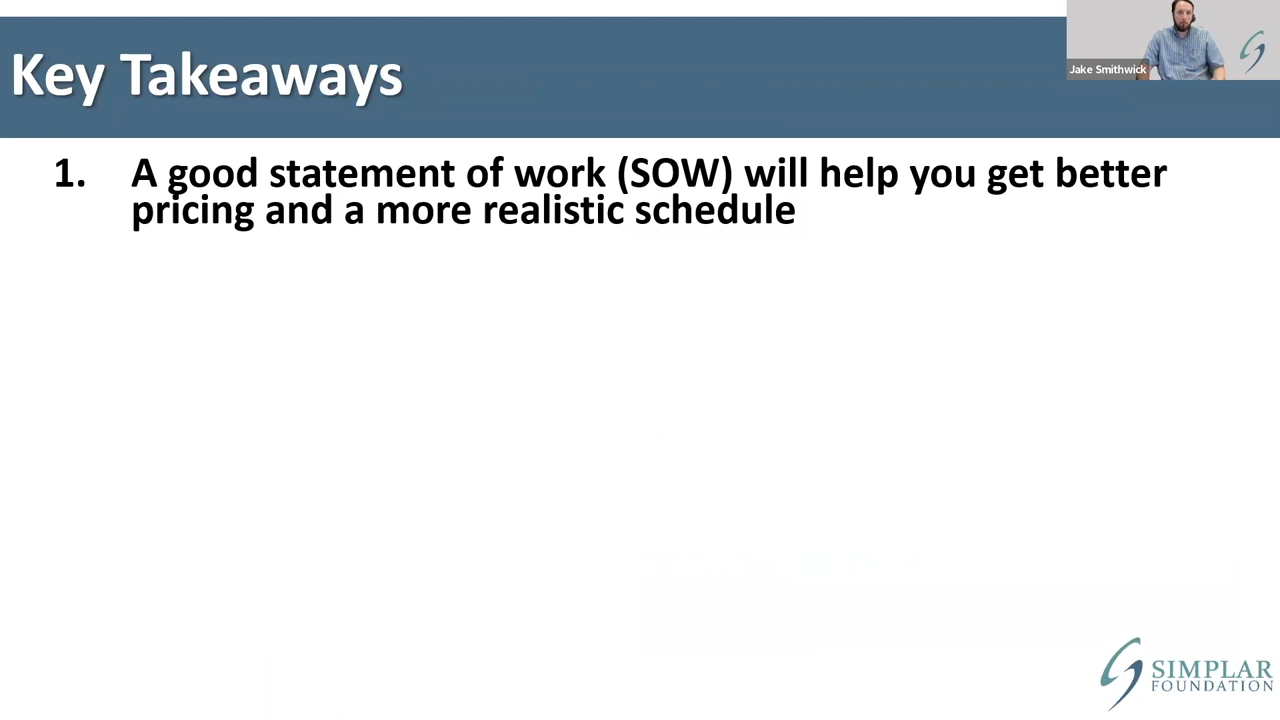 Key Takeaways
Jake Smithwick
1. A good statement of work (SOW) will help you get better
pricing and a more realistic schedule
SIMPLAR
FOUNDATION